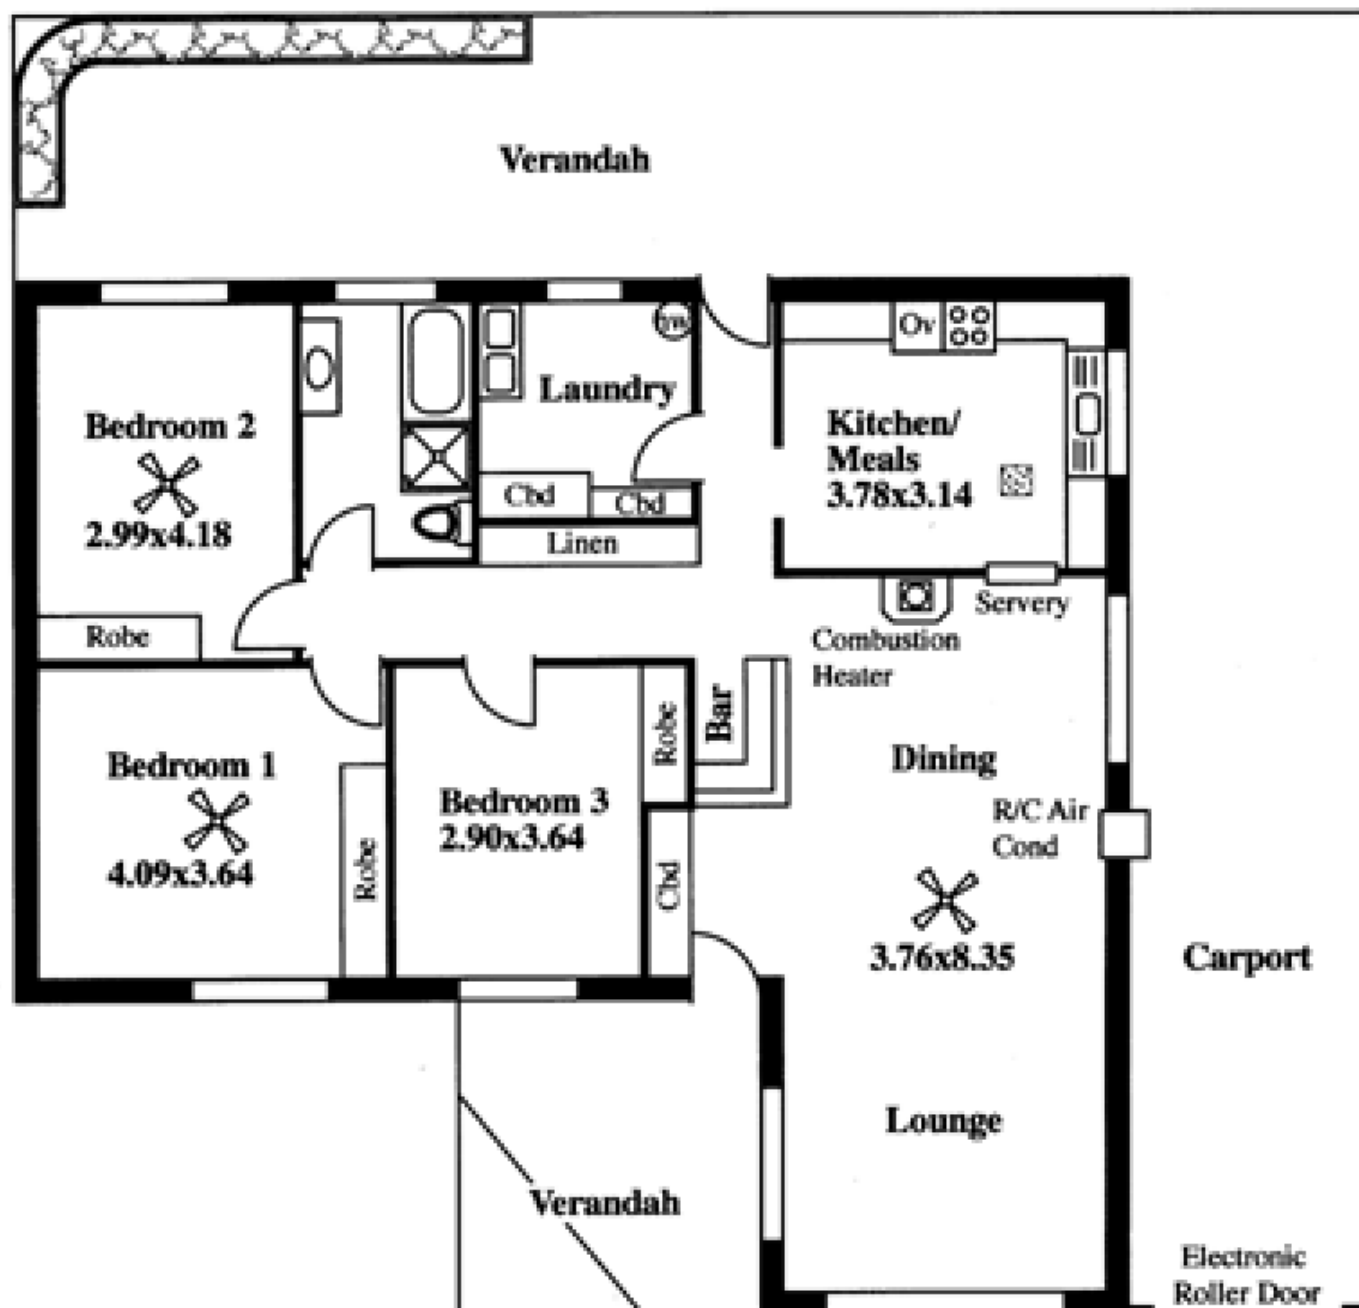 Verandah
Bedroom 2
2.99x4.18
Robe
Laundry
Cbd
Cbd
Linen
Ov
Kitchen/
Meals
3.78x3.14
Servery
Combustion
Heater
Bedroom 1
4.09x3.64
Robe
Bedroom 3
2.90x3.64
Robe
Bar
Cbd
Dining
R/C Air
Cond
3.76x8.35
Carport
Lounge
Verandah
Electronic
Roller Door